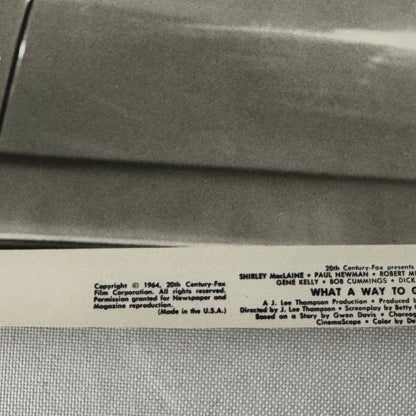 Copyright © 1964, 20th Century-Fox
Film Corporation. All rights reserved.
Permission granted for Newspaper and
Magazine reproduction.
(Made in the U.S.A.)
20th Century-Fox presents
SHIRLEY MacLAINE • PAUL NEWMAN • ROBERT
GENE KELLY • BOB CUMMINGS • DICK
WHAT A WAY TO
A J. Lee Thompson Production • Produced b
Directed by J. Lee Thompson • Screenplay by Betty
Based on a Story by Gwen Davis • Choreog
CinemaScope • Color by De